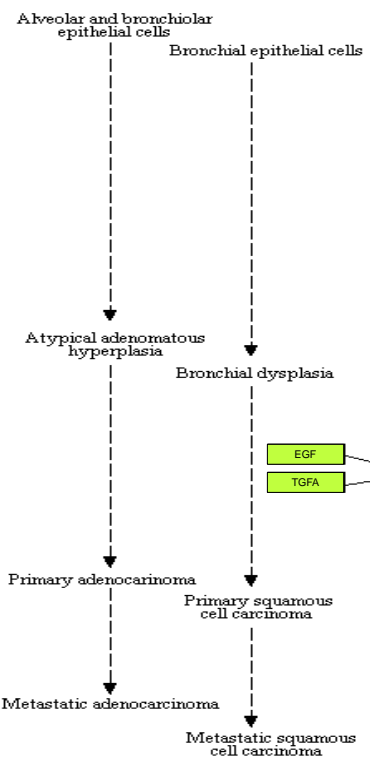 Alveolar and bronchiolar
epithelial cells
Bronchial epithelial cells
Atypical adenomatous
hyperplasia
Bronchial dysplasia
EGF
TGFA
Primary adenocarinoma
Primary squamous
cell carcinoma
Metastatic adenocarcinoma
Metastatic squamous
cell carcinoma